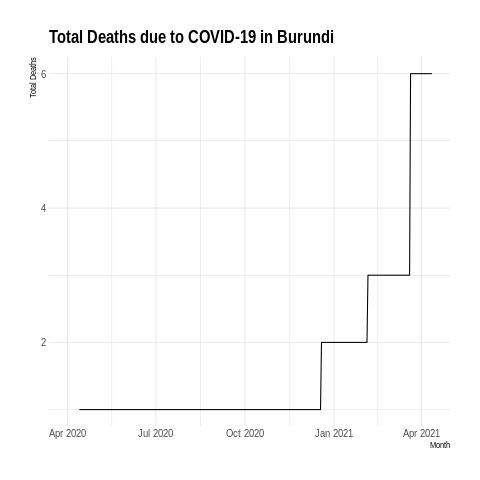 Total Deaths due to COVID-19 in Burundi
Total Deaths
6
4
2
Apr 2020 Jul 2020 Oct 2020 Jan 2021 Apr 2021
Month